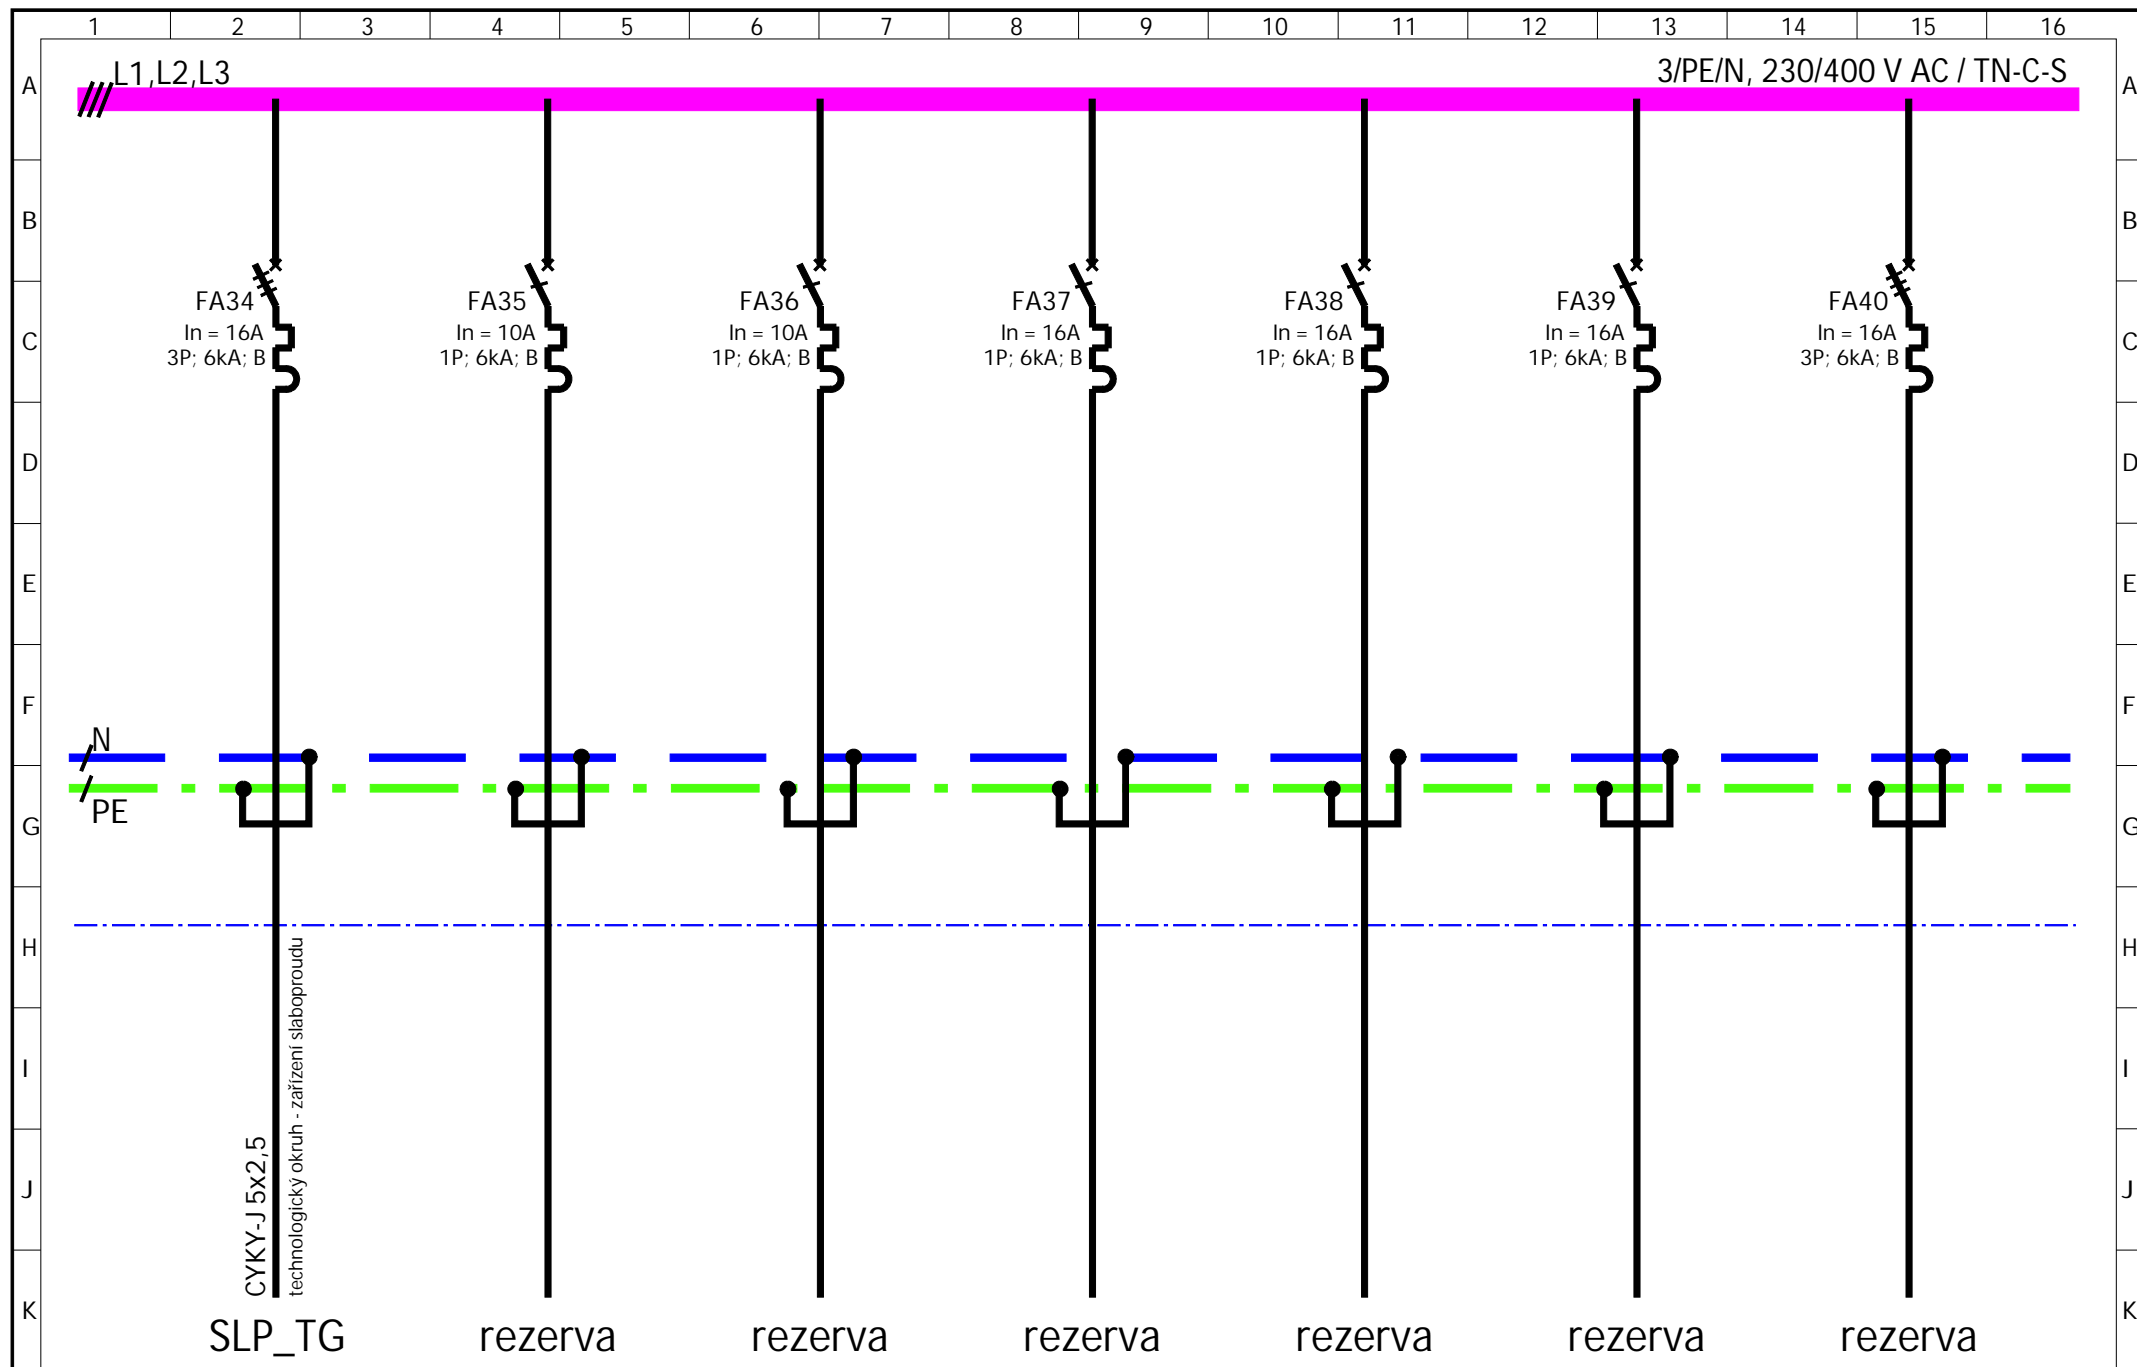 1 2 3 4 5 6 7 8 9 10 11 12 13 14 15 16
A A
L1,L2,L3
3/PE/N, 230/400 V AC / TN-C-S
B B
C C
FA34
In = 16A
3P; 6kA; B
FA35
In = 10A
1P; 6kA; B
FA36
In = 10A
1P; 6kA; B
FA37
In = 16A
1P; 6kA; B
FA38
In = 16A
1P; 6kA; B
FA39
In = 16A
1P; 6kA; B
FA40
In = 16A
3P; 6kA; B
D D
E E
F F
N
PE
G G
H H
I I
J J
CYKY-J 5x2,5
technologický okruh - zařízení slaboproudu
K K
SLP_TG
rezerva
rezerva
rezerva
rezerva
rezerva
rezerva